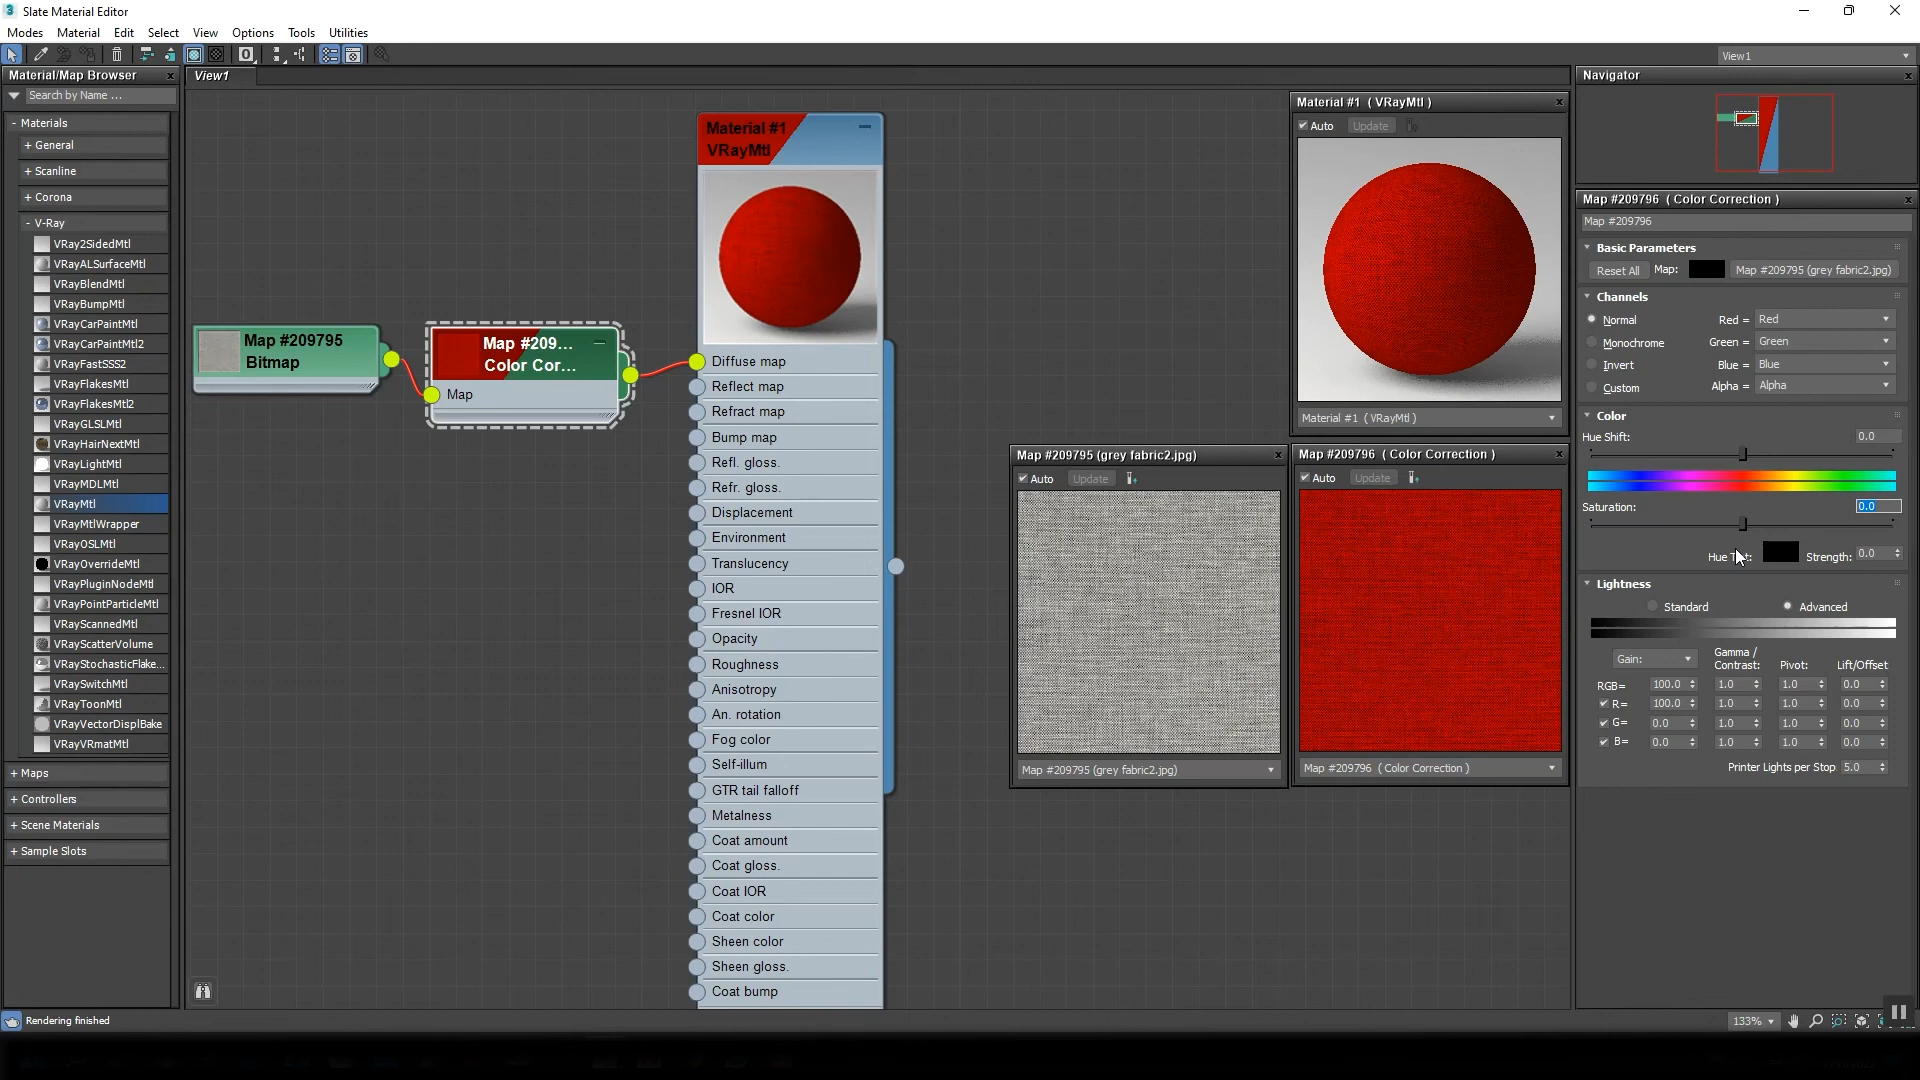 Slate Material Editor
Modes Material Edit Select View Options Tools Utilities
View1
Material/Map Browser
Search by Name ...
- Materials
+ General
+ Scanline
+ Corona
- V-Ray
VRay2SidedMtl
VRayALSurfaceMtl
VRayBlendMtl
VRayBumpMtl
VRayCarPaintMtl
VRayCarPaintMtl2
VRayFastSSS2
VRayFlakesMtl
VRayFlakesMtl2
VRayGLSLMtl
VRayHairNextMtl
VRayLightMtl
VRayMDLMtl
VRayMtl
VRayMtlWrapper
VRayOSLMtl
VRayOverrideMtl
VRayPluginNodeMtl
VRayPointParticleMtl
VRayScannedMtl
VRayScatterVolume
VRayStochasticFlake...
VRaySwitchMtl
VRayToonMtl
VRayVectorDisplBake
VRayVRmatMtl
+ Maps
+ Controllers
+ Scene Materials
+ Sample Slots
View1
Map #209795
Bitmap
Map #209...
Color Cor...
Map
Material #1
VRayMtl
Diffuse map
Reflect map
Refract map
Bump map
Refl. gloss.
Refr. gloss.
Displacement
Environment
Translucency
IOR
Fresnel IOR
Opacity
Roughness
Anisotropy
An. rotation
Fog color
Self-illum
GTR tail falloff
Metalness
Coat amount
Coat gloss.
Coat IOR
Coat color
Sheen color
Sheen gloss.
Coat bump
Material #1 ( VRayMtl )
Auto Update
Material #1 ( VRayMtl )
Map #209795 (grey fabric2.jpg)
Auto Update
Map #209795 (grey fabric2.jpg)
Map #209796 ( Color Correction )
Auto Update
Map #209796 ( Color Correction )
Navigator
Map #209796 ( Color Correction )
Map #209796
Basic Parameters
Reset All Map: Map #209795 (grey fabric2.jpg)
Channels
Normal Red = Red
Monochrome Green = Green
Invert Blue = Blue
Custom Alpha = Alpha
Color
Hue Shift: 0.0
Saturation: 0.0
Hue Strength: 0.0
Lightness
Standard Advanced
Gain: Gamma / Contrast: Pivot: Lift/Offset
RGB= 100.0 1.0 1.0 0.0
R= 100.0 1.0 1.0 0.0
G= 0.0 1.0 1.0 0.0
B= 0.0 1.0 1.0 0.0
Printer Lights per Stop 5.0
Rendering finished
133%